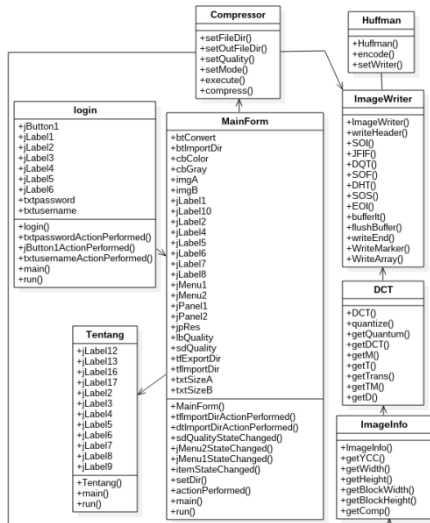 Compressor
+setFileDir()
+setOutFileDir()
+setQuality()
+setMode()
+execute()
+compress()
Huffman
+Huffman()
+encode()
+setWriter()
login
+jButton1
+jLabel1
+jLabel2
+jLabel3
+jLabel4
+jLabel5
+jLabel6
+txtpassword
+txtusername
+login()
+txtpasswordActionPerformed()
+jButton1ActionPerformed()
+txtusernameActionPerformed()
+main()
+run()
MainForm
+btConvert
+btImportDir
+cbColor
+cbGray
+imgA
+imgB
+jLabel1
+jLabel10
+jLabel2
+jLabel4
+jLabel5
+jLabel6
+jLabel7
+jLabel8
+jMenu1
+jMenu2
+jPanel1
+jPanel2
+jpRes
+lbQuality
+sdQuality
+tfExportDir
+tfImportDir
+txtSizeA
+txtSizeB
+MainForm()
+tfImportDirActionPerformed()
+dtImportDirActionPerformed()
+sdQualityStateChanged()
+jMenu2StateChanged()
+jMenu1StateChanged()
+itemStateChanged()
+setDir()
+actionPerformed()
+main()
+run()
ImageWriter
+ImageWriter()
+writeHeader()
+SOI()
+JFIF()
+DQT()
+SOF()
+DHT()
+SOS()
+EOI()
+bufferIt()
+flushBuffer()
+writeEnd()
+WriteMarker()
+WriteArray()
Tentang
+jLabel12
+jLabel13
+jLabel16
+jLabel17
+jLabel2
+jLabel3
+jLabel4
+jLabel5
+jLabel6
+jLabel7
+jLabel8
+jLabel9
+Tentang()
+main()
+run()
DCT
+DCT()
+quantize()
+getQuantum()
+getDCT()
+getM()
+getT()
+getTrans()
+getTM()
+getD()
ImageInfo
+ImageInfo()
+getYCC()
+getWidth()
+getHeight()
+getBlockWidth()
+getBlockHeight()
+getComp()